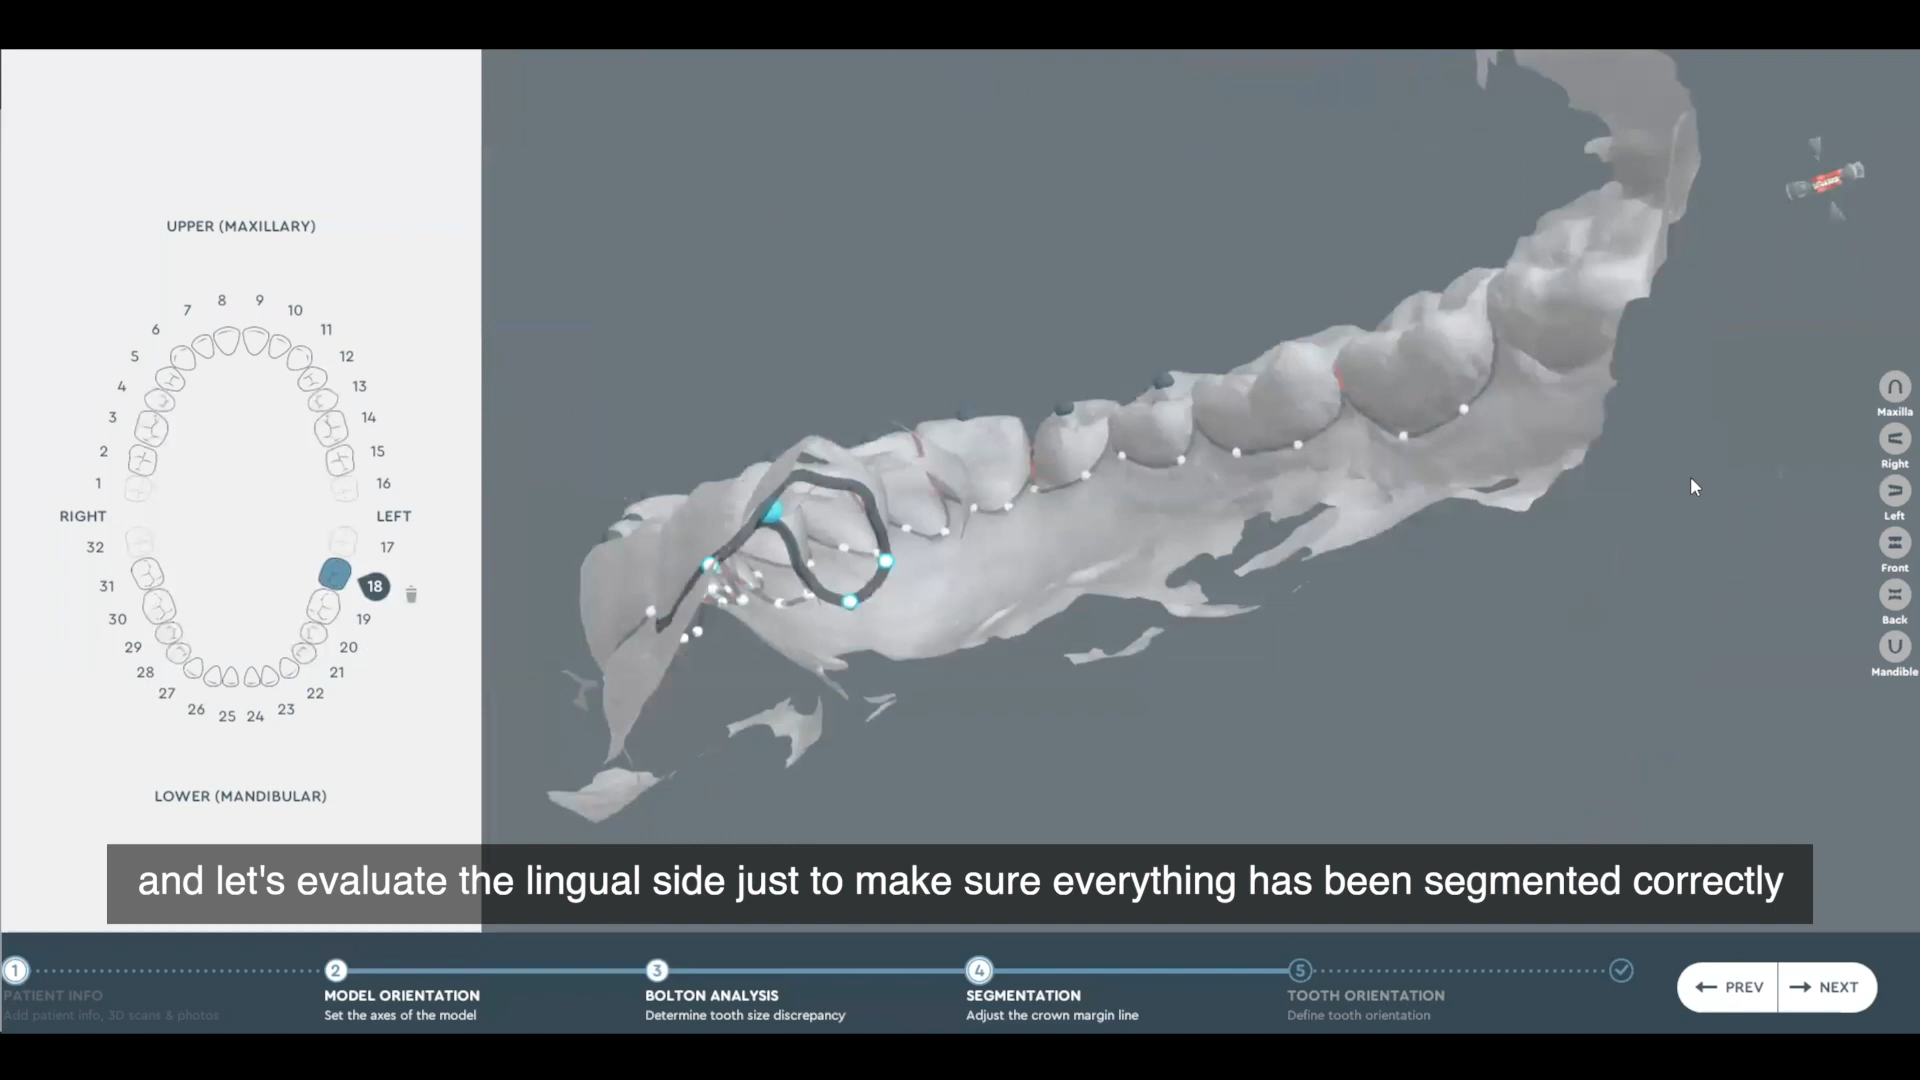 UPPER (MAXILLARY)
8 9
7 10
6 11
5 12
4 13
3 14
2 15
1 16
RIGHT LEFT
32 17
31 18
30 19
29 20
28 21
27 22
26 25 24 23
LOWER (MANDIBULAR)
Maxilla
Right
Left
Front
Back
Mandible
and let's evaluate the lingual side just to make sure everything has been segmented correctly
1 2 3 4 5
PATIENT INFO
Add patient info, 3D scans & photos
MODEL ORIENTATION
Set the axes of the model
BOLTON ANALYSIS
Determine tooth size discrepancy
SEGMENTATION
Adjust the crown margin line
TOOTH ORIENTATION
Define tooth orientation
PREV NEXT